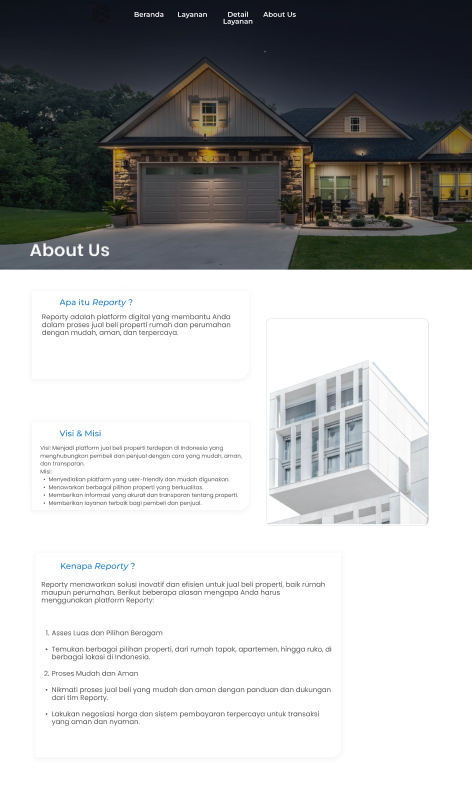 Beranda
Layanan
Detail
Layanan
About Us
About Us
Apa itu Reporty ?
Reporty adalah platform digital yang membantu Anda
dalam proses jual beli properti rumah dan perumahan
dengan mudah, aman, dan terpercaya.
Visi & Misi
Visi: Menjadi platform jual beli properti terdepan di Indonesia yang
menghubungkan pembeli dan penjual dengan cara yang mudah, aman,
dan transparan.
Misi:
• Menyediakan platform yang user-friendly dan mudah digunakan.
• Menawarkan berbagai pilihan properti yang berkualitas.
• Memberikan informasi yang akurat dan transparan tentang properti.
• Memberikan layanan terbaik bagi pembeli dan penjual.
Kenapa Reporty ?
Reporty menawarkan solusi inovatif dan efisien untuk jual beli properti, baik rumah
maupun perumahan. Berikut beberapa alasan mengapa Anda harus
menggunakan platform Reporty:
1. Asses Luas dan Pilihan Beragam
• Temukan berbagai pilihan properti, dari rumah tapak, apartemen, hingga ruko, di
berbagai lokasi di Indonesia.
2. Proses Mudah dan Aman
• Nikmati proses jual beli yang mudah dan aman dengan panduan dan dukungan
dari tim Reporty.
• Lakukan negosiasi harga dan sistem pembayaran terpercaya untuk transaksi
yang aman dan nyaman.